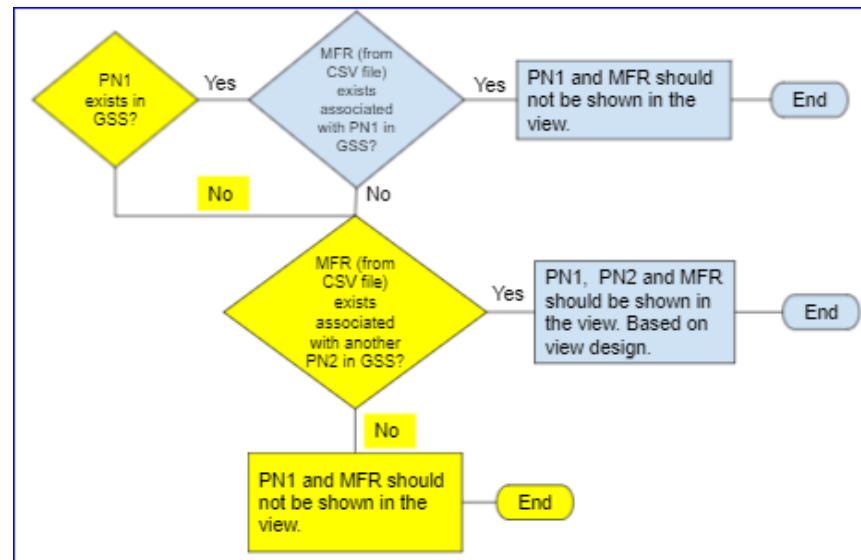 PN1
exists in
GSS?
Yes
MFR (from
CSV file)
exists
associated
with PN1 in
GSS?
Yes
PN1 and MFR should
not be shown in the
view.
End
No
No
MFR (from
CSV file)
exists
associated
with another
PN2 in GSS?
Yes
PN1,  PN2 and MFR
should be shown in
the view. Based on
view design.
End
No
PN1 and MFR should
not be shown in the
view.
End